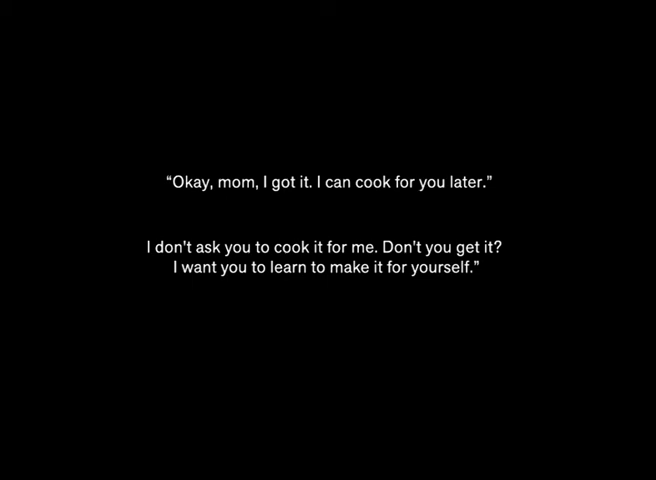 “Okay, mom, I got it. I can cook for you later.”
I don't ask you to cook it for me. Don't you get it?
I want you to learn to make it for yourself.”